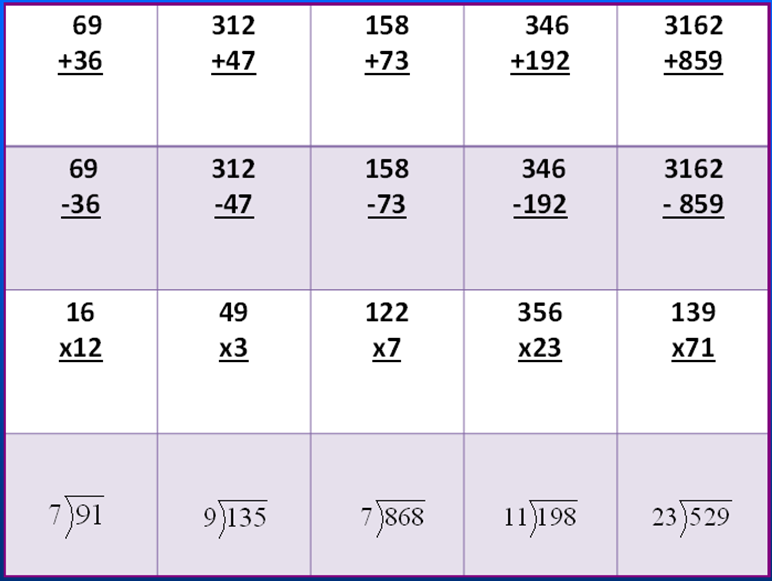 69 312 158 346 3162
+36 +47 +73 +192 +859
69 312 158 346 3162
-36 -47 -73 -192 - 859
16 49 122 356 139
x12 x3 x7 x23 x71
7)91 9)135 7)868 11)198 23)529